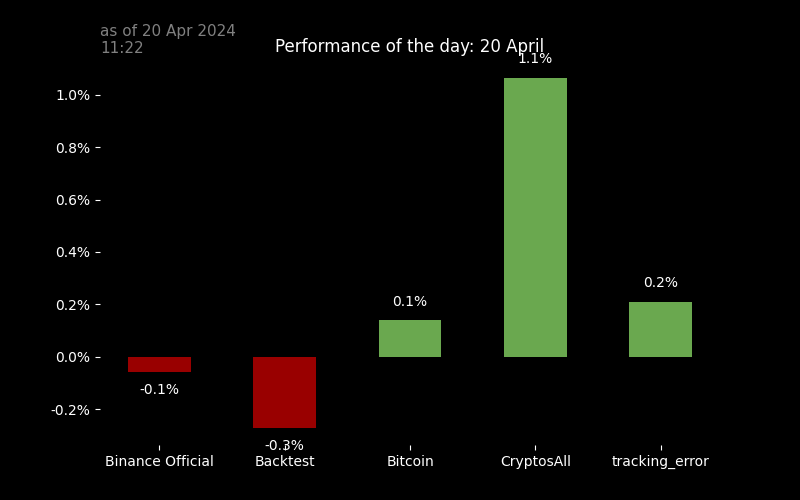 as of 20 Apr 2024
11:22
Performance of the day: 20 April
1.1%
1.0%
0.8%
0.6%
0.4%
0.2%
0.2%
0.1%
0.0%
-0.1%
-0.2%
-0.3%
Binance Official
Backtest
Bitcoin
CryptosAll
tracking_error